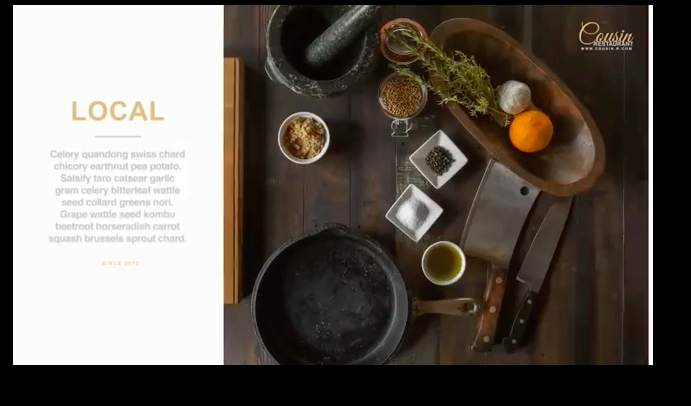 LOCAL
Celery quandong swiss chard
chicory earthnut pea potato.
Salsify taro catsear garlic
gram celery bitterleaf wattle
seed collard greens nori.
Grape wattle seed kombu
beetroot horseradish carrot
squash brussels sprout chard.
SINCE 2012
Cousin
RESTAURANT
WWW.COUSIN-R.COM